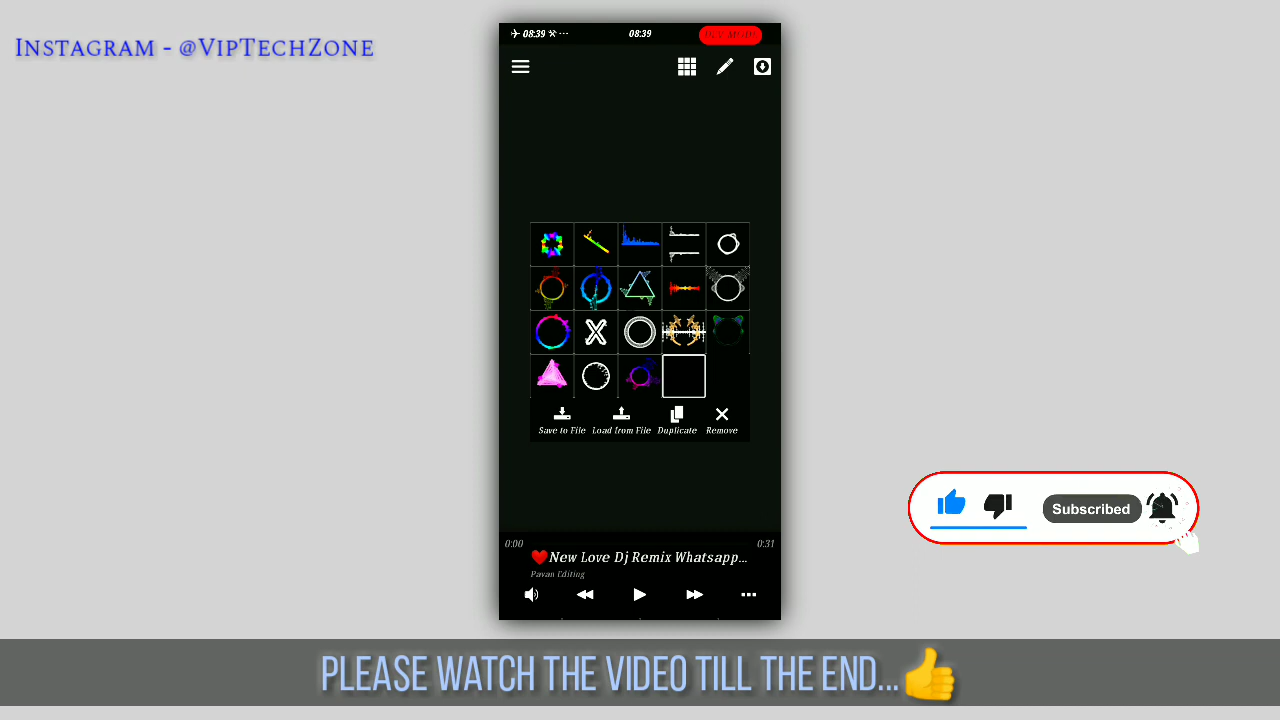 Instagram - @VipTechZone
08:39
08:39
Save to File
Load from File
Duplicate
Remove
0:00
0:31
❤️New Love Dj Remix Whatsapp...
Pavan Editing
Subscribed
PLEASE WATCH THE VIDEO TILL THE END...👍